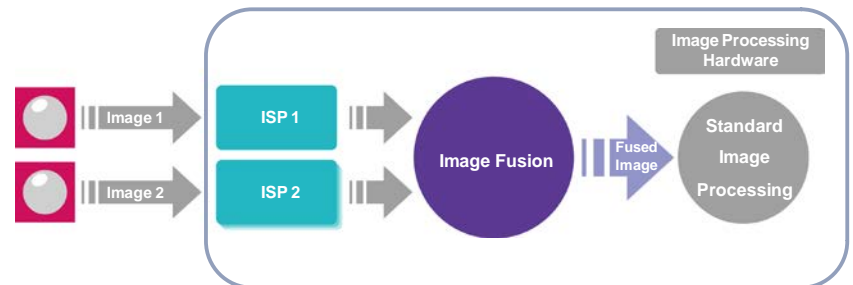 Image Processing
Hardware
Image 1
ISP 1
Image 2
ISP 2
Image Fusion
Fused
Image
Standard
Image
Processing